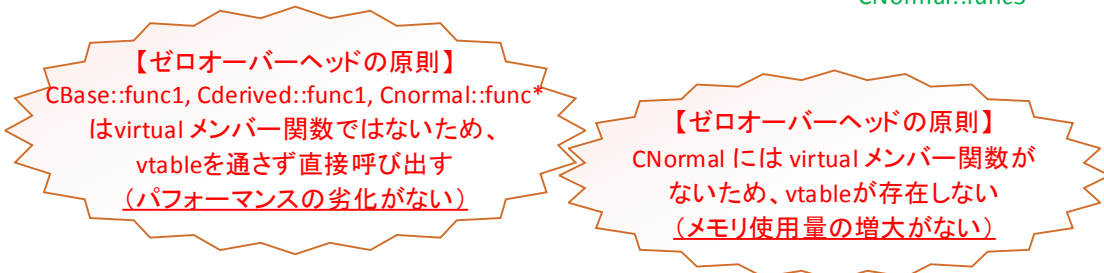 【ゼロオーバーヘッドの原則】
CBase::func1, Cderived::func1, Cnormal::func*
はvirtual メンバー関数ではないため、
vtableを通さず直接呼び出す
(パフォーマンスの劣化がない)
【ゼロオーバーヘッドの原則】
CNormal には virtual メンバー関数が
ないため、vtableが存在しない
(メモリ使用量の増大がない)